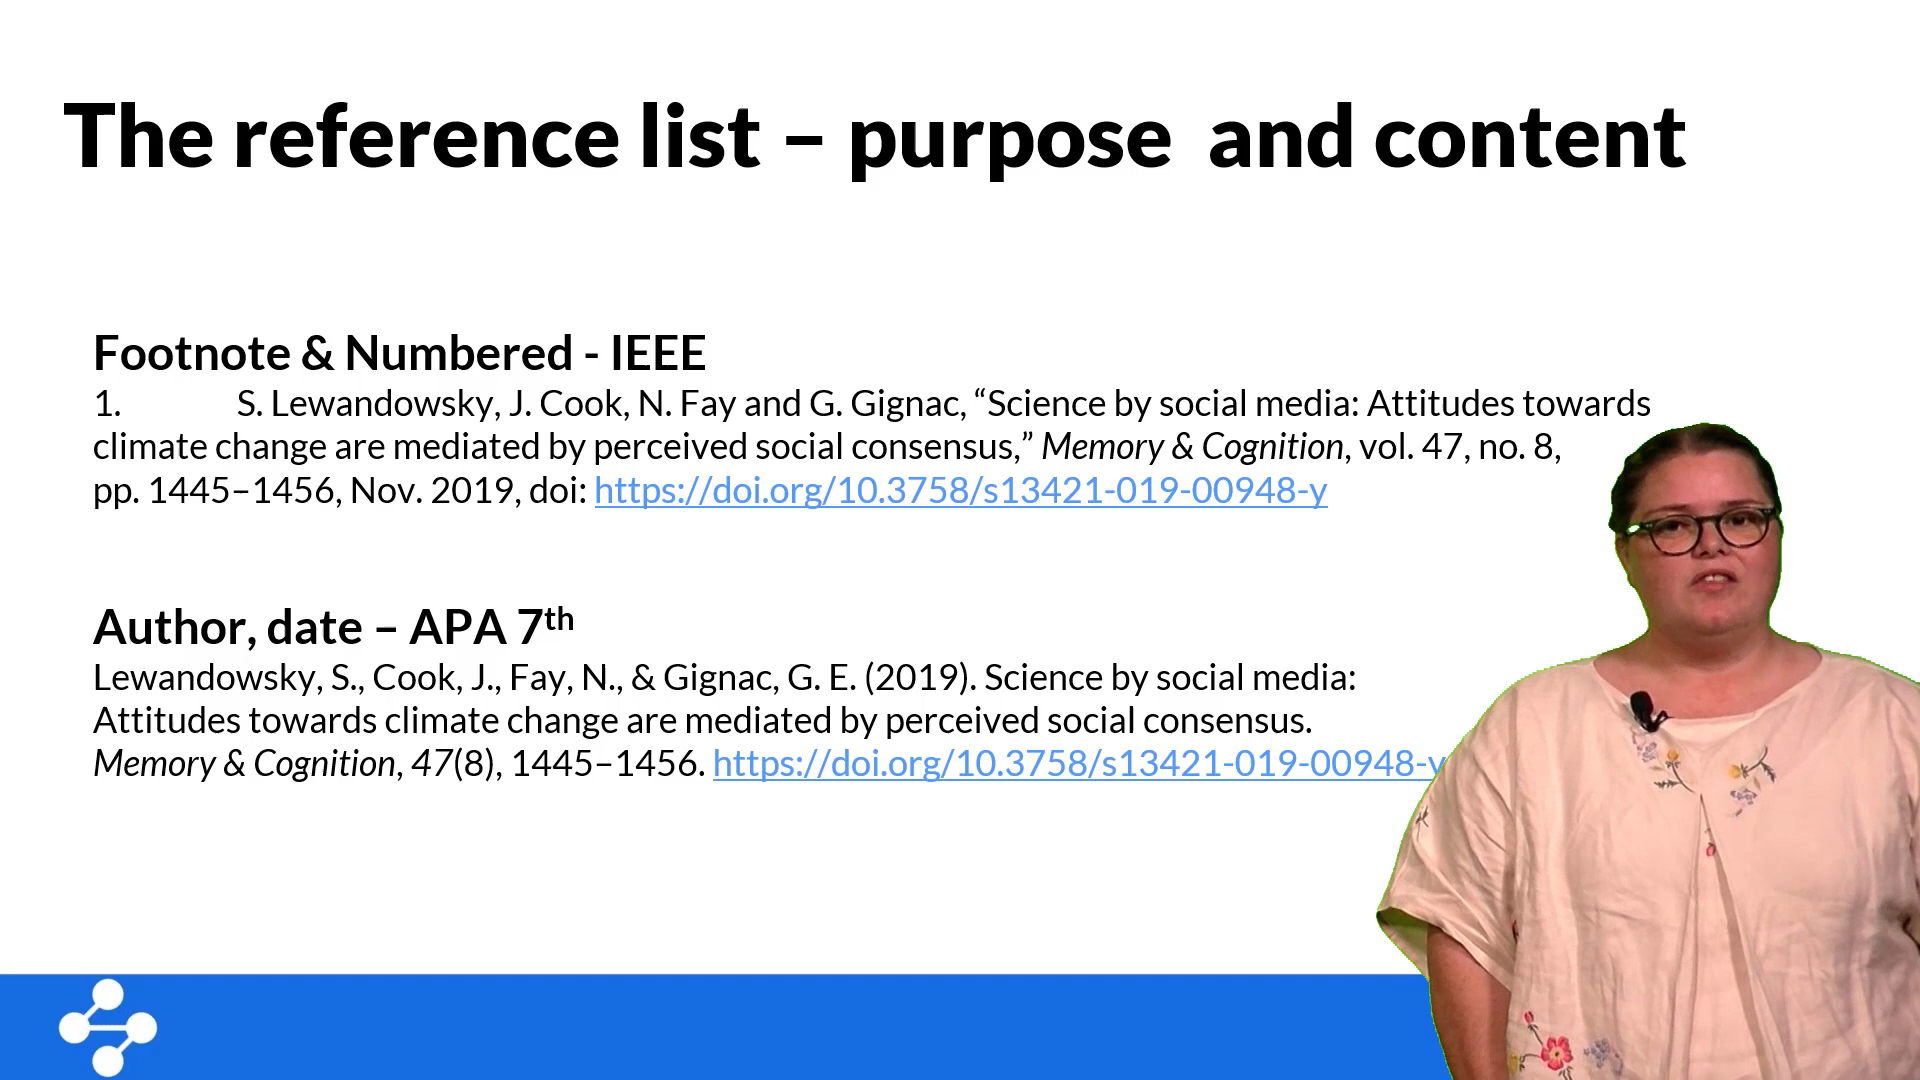 The reference list – purpose  and content
Footnote & Numbered - IEEE
1. S. Lewandowsky, J. Cook, N. Fay and G. Gignac, “Science by social media: Attitudes towards
climate change are mediated by perceived social consensus,” Memory & Cognition, vol. 47, no. 8,
pp. 1445–1456, Nov. 2019, doi: https://doi.org/10.3758/s13421-019-00948-y
Author, date – APA 7th
Lewandowsky, S., Cook, J., Fay, N., & Gignac, G. E. (2019). Science by social media:
Attitudes towards climate change are mediated by perceived social consensus.
Memory & Cognition, 47(8), 1445–1456. https://doi.org/10.3758/s13421-019-00948-y